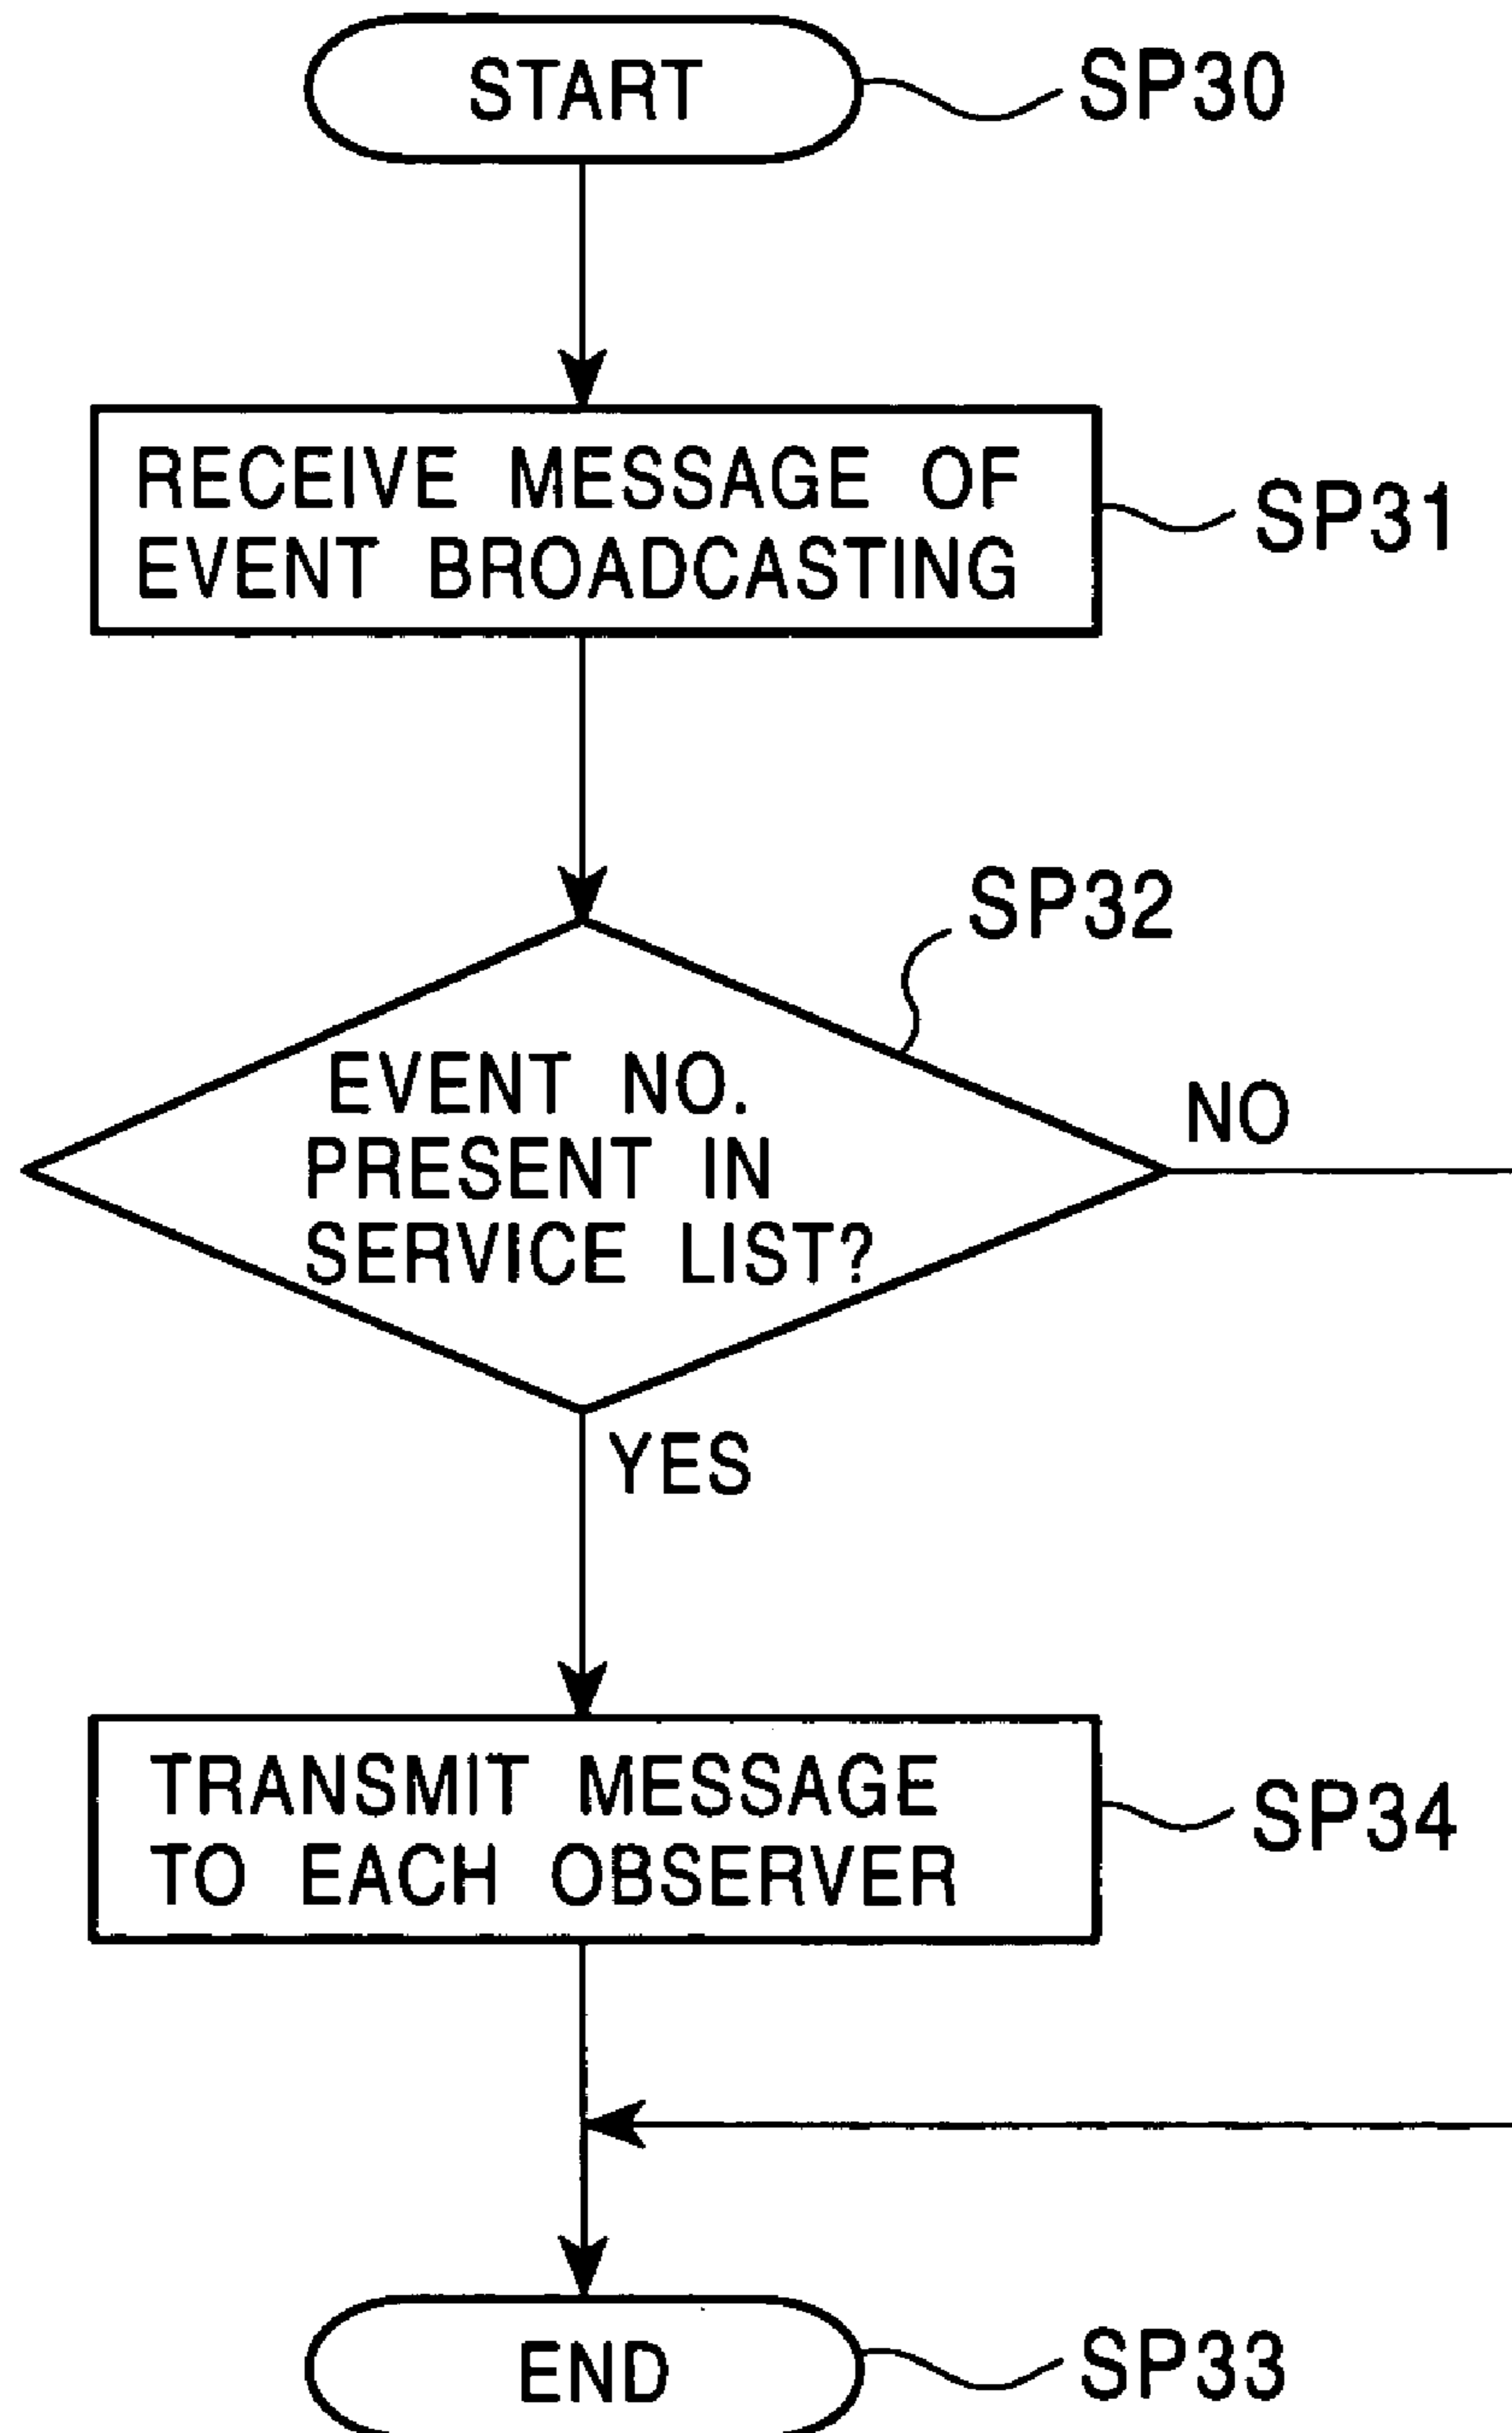 START
SP30
RECEIVE MESSAGE OF
EVENT BROADCASTING
SP31
SP32
EVENT NO.
PRESENT IN
SERVICE LIST?
NO
YES
TRANSMIT MESSAGE
TO EACH OBSERVER
SP34
END
SP33